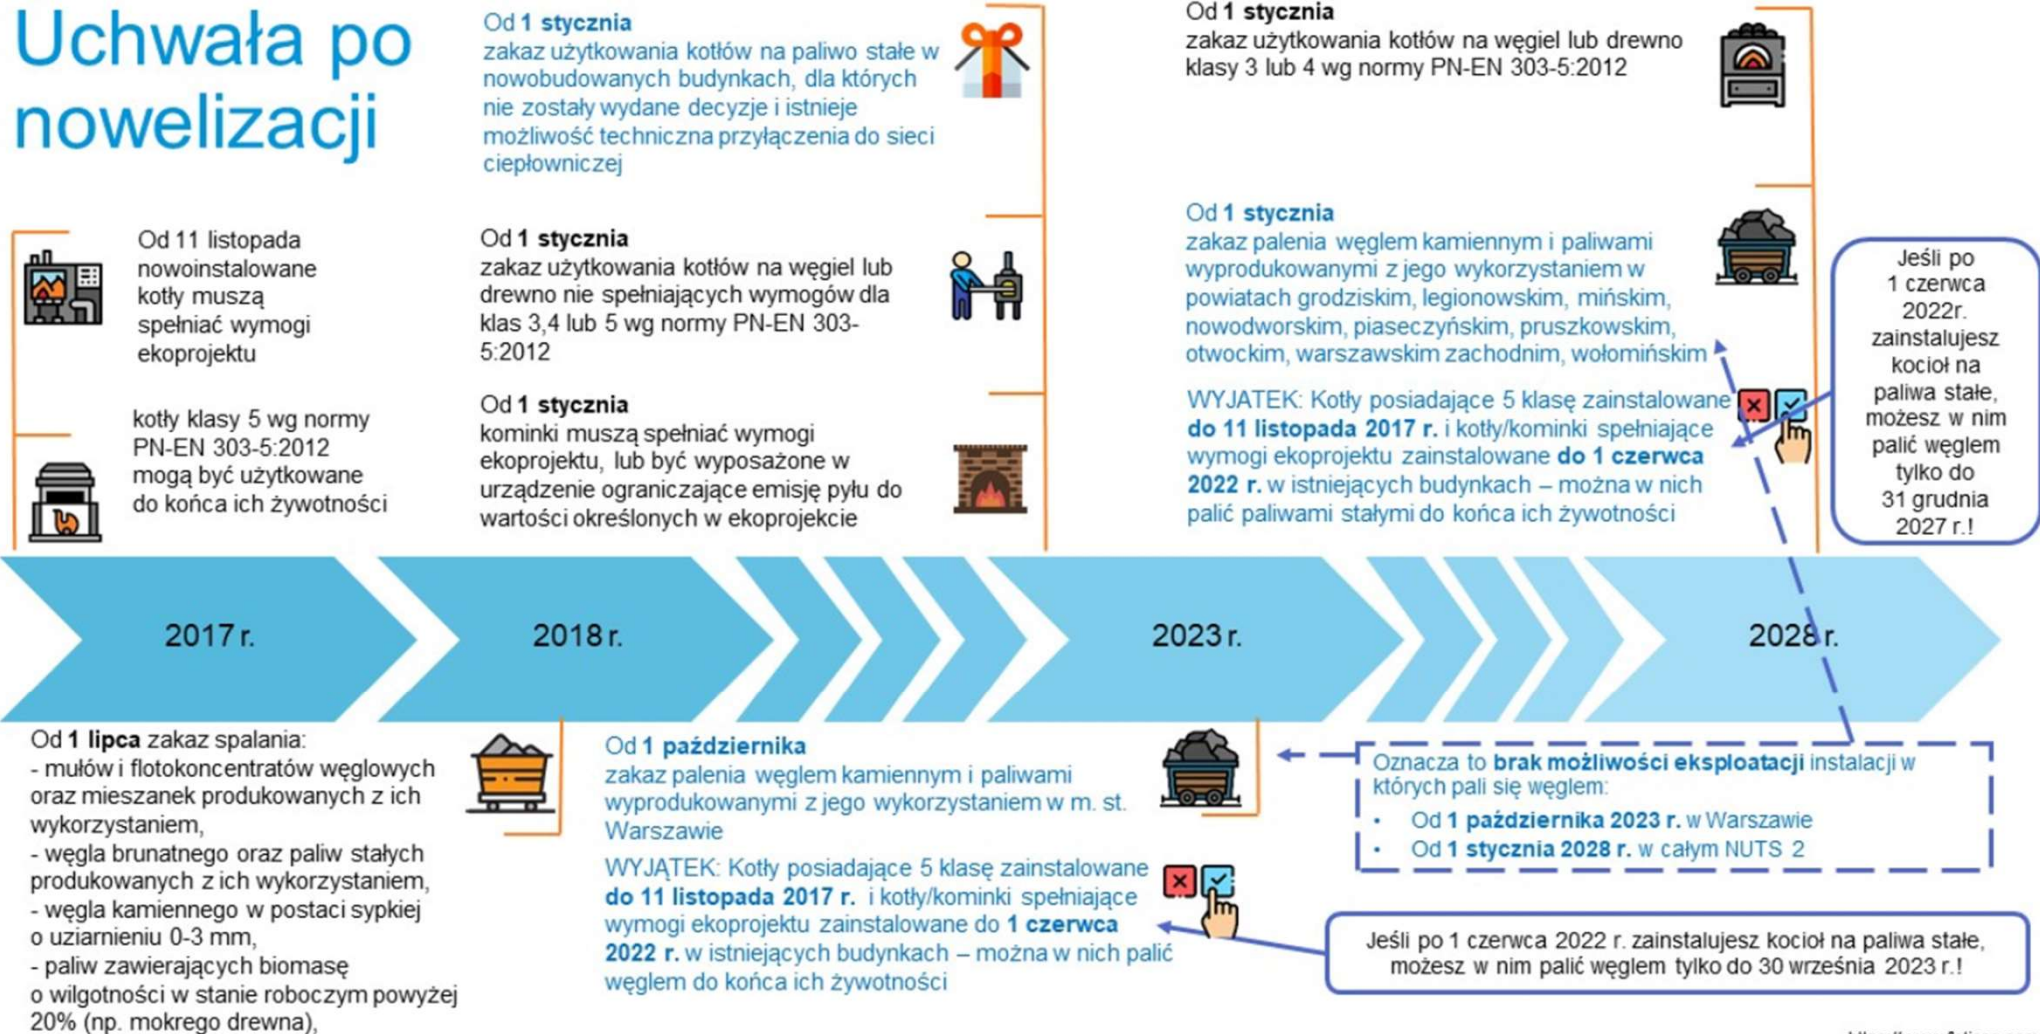 Uchwała po
nowelizacji
Od 11 listopada
nowoinstalowane
kotły muszą
spełniać wymogi
ekoprojektu
kotły klasy 5 wg normy
PN-EN 303-5:2012
mogą być użytkowane
do końca ich żywotności
Od 1 stycznia
zakaz użytkowania kotłów na paliwo stałe w
nowobudowanych budynkach, dla których
nie zostały wydane decyzje i istnieje
możliwość techniczna przyłączenia do sieci
ciepłowniczej
Od 1 stycznia
zakaz użytkowania kotłów na węgiel lub
drewno nie spełniających wymogów dla
klas 3,4 lub 5 wg normy PN-EN 303-
5:2012
Od 1 stycznia
kominki muszą spełniać wymogi
ekoprojektu, lub być wyposażone w
urządzenie ograniczające emisję pyłu do
wartości określonych w ekoprojekcie
Od 1 stycznia
zakaz użytkowania kotłów na węgiel lub drewno
klasy 3 lub 4 wg normy PN-EN 303-5:2012
Od 1 stycznia
zakaz palenia węglem kamiennym i paliwami
wyprodukowanymi z jego wykorzystaniem w
powiatach grodziskim, legionowskim, mińskim,
nowodworskim, piaseczyńskim, pruszkowskim,
otwockim, warszawskim zachodnim, wołomińskim
WYJATEK: Kotły posiadające 5 klasę zainstalowane
do 11 listopada 2017 r. i kotły/kominki spełniające
wymogi ekoprojektu zainstalowane do 1 czerwca
2022 r. w istniejących budynkach – można w nich
palić paliwami stałymi do końca ich żywotności
Jeśli po
1 czerwca
2022r.
zainstalujesz
kocioł na
paliwa stałe,
możesz w nim
palić węglem
tylko do
31 grudnia
2027 r.!
2017 r.
2018 r.
2023 r.
2028 r.
Od 1 lipca zakaz spalania:
- mułów i flotokoncentratów węglowych
oraz mieszanek produkowanych z ich
wykorzystaniem,
- węgla brunatnego oraz paliw stałych
produkowanych z ich wykorzystaniem,
- węgla kamiennego w postaci sypkiej
o uziarnieniu 0-3 mm,
- paliw zawierających biomasę
o wilgotności w stanie roboczym powyżej
20% (np. mokrego drewna),
Od 1 października
zakaz palenia węglem kamiennym i paliwami
wyprodukowanymi z jego wykorzystaniem w m. st.
Warszawie
WYJĄTEK: Kotły posiadające 5 klasę zainstalowane
do 11 listopada 2017 r. i kotły/kominki spełniające
wymogi ekoprojektu zainstalowane do 1 czerwca
2022 r. w istniejących budynkach – można w nich palić
węglem do końca ich żywotności
Oznacza to brak możliwości eksploatacji instalacji w
których pali się węglem:
• Od 1 października 2023 r. w Warszawie
• Od 1 stycznia 2028 r. w całym NUTS 2
Jeśli po 1 czerwca 2022 r. zainstalujesz kocioł na paliwa stałe,
możesz w nim palić węglem tylko do 30 września 2023 r.!